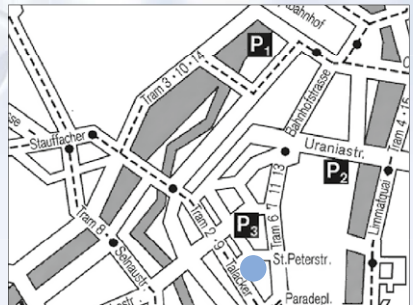 Bahnhof
P1
Tram 3 · 10 · 14
Bahnhofstrasse
Stauffacher
Uraniastr.
P2
Tram 4 ·
Limmatquai
Tram 6 7 11 13
P3
Tram 2 · 9 ·
Talacker
Tram 8
Selnaustr.
St.Peterstr.
Paradepl.